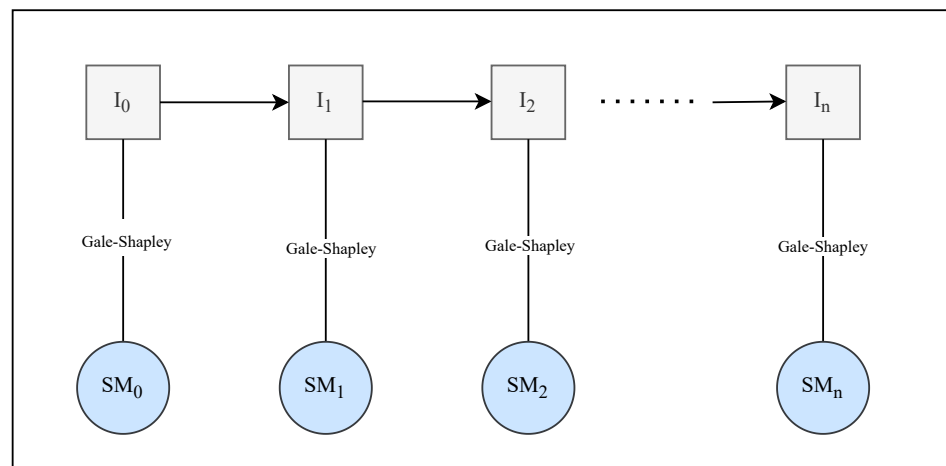 I₀
I₁
I₂
.......
Iₙ
Gale-Shapley
Gale-Shapley
Gale-Shapley
Gale-Shapley
SM₀
SM₁
SM₂
SMₙ